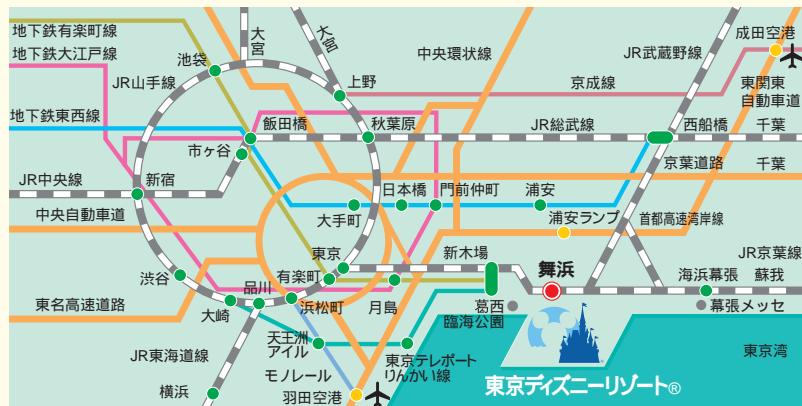 地下鉄有楽町線
地下鉄大江戸線
大宮
大宮
成田空港
池袋
中央環状線
JR武蔵野線
JR山手線
上野
京成線
東関東
自動車道
地下鉄東西線
飯田橋
秋葉原
JR総武線
西船橋
千葉
市ヶ谷
京葉道路
千葉
JR中央線
新宿
日本橋
門前仲町
浦安
中央自動車道
大手町
浦安ランプ
首都高速湾岸線
東京
新木場
舞浜
JR京葉線
渋谷
品川
有楽町
海浜幕張
蘇我
東名高速道路
大崎
浜松町
月島
葛西
臨海公園
幕張メッセ
JR東海道線
天王洲
アイル
東京テレポート
りんかい線
東京湾
モノレール
横浜
羽田空港
東京ディズニーリゾート®